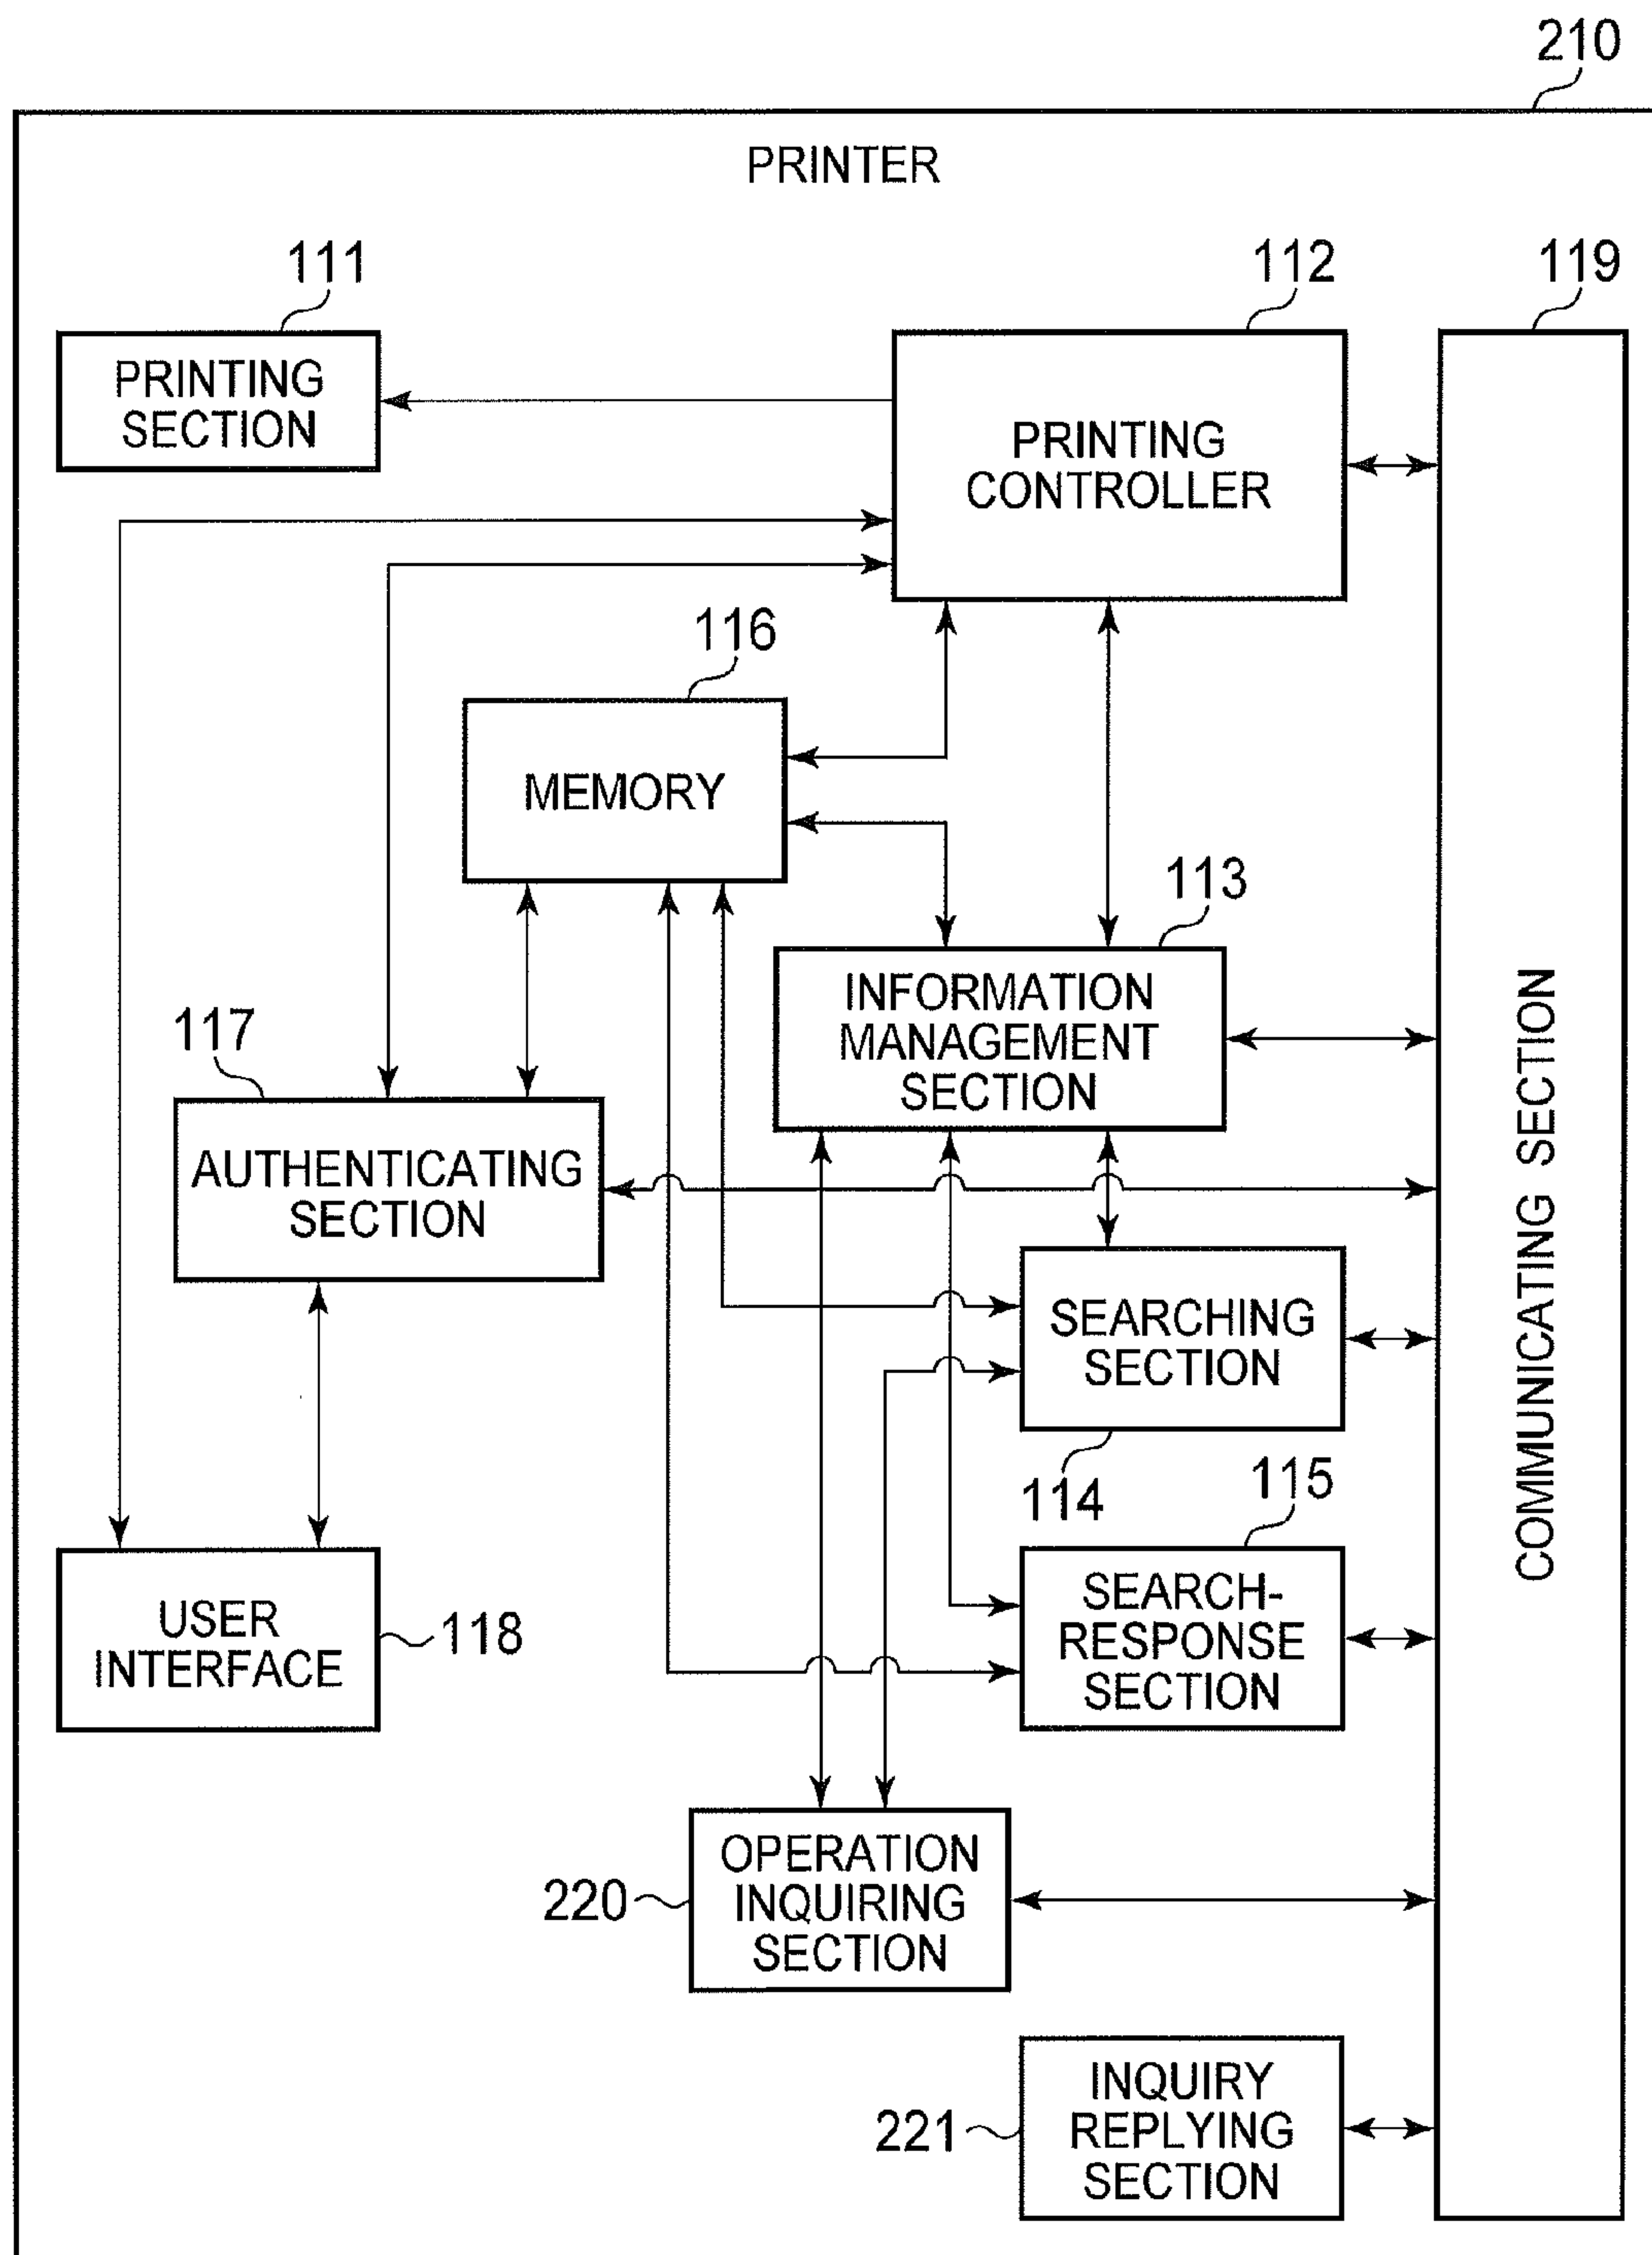 210
PRINTER
111
112
119
PRINTING
SECTION
PRINTING
CONTROLLER
116
MEMORY
113
INFORMATION
MANAGEMENT
SECTION
117
AUTHENTICATING
SECTION
SEARCHING
SECTION
114
115
SEARCH-
RESPONSE
SECTION
USER
INTERFACE
118
OPERATION
INQUIRING
SECTION
220
INQUIRY
REPLYING
SECTION
221
COMMUNICATING SECTION